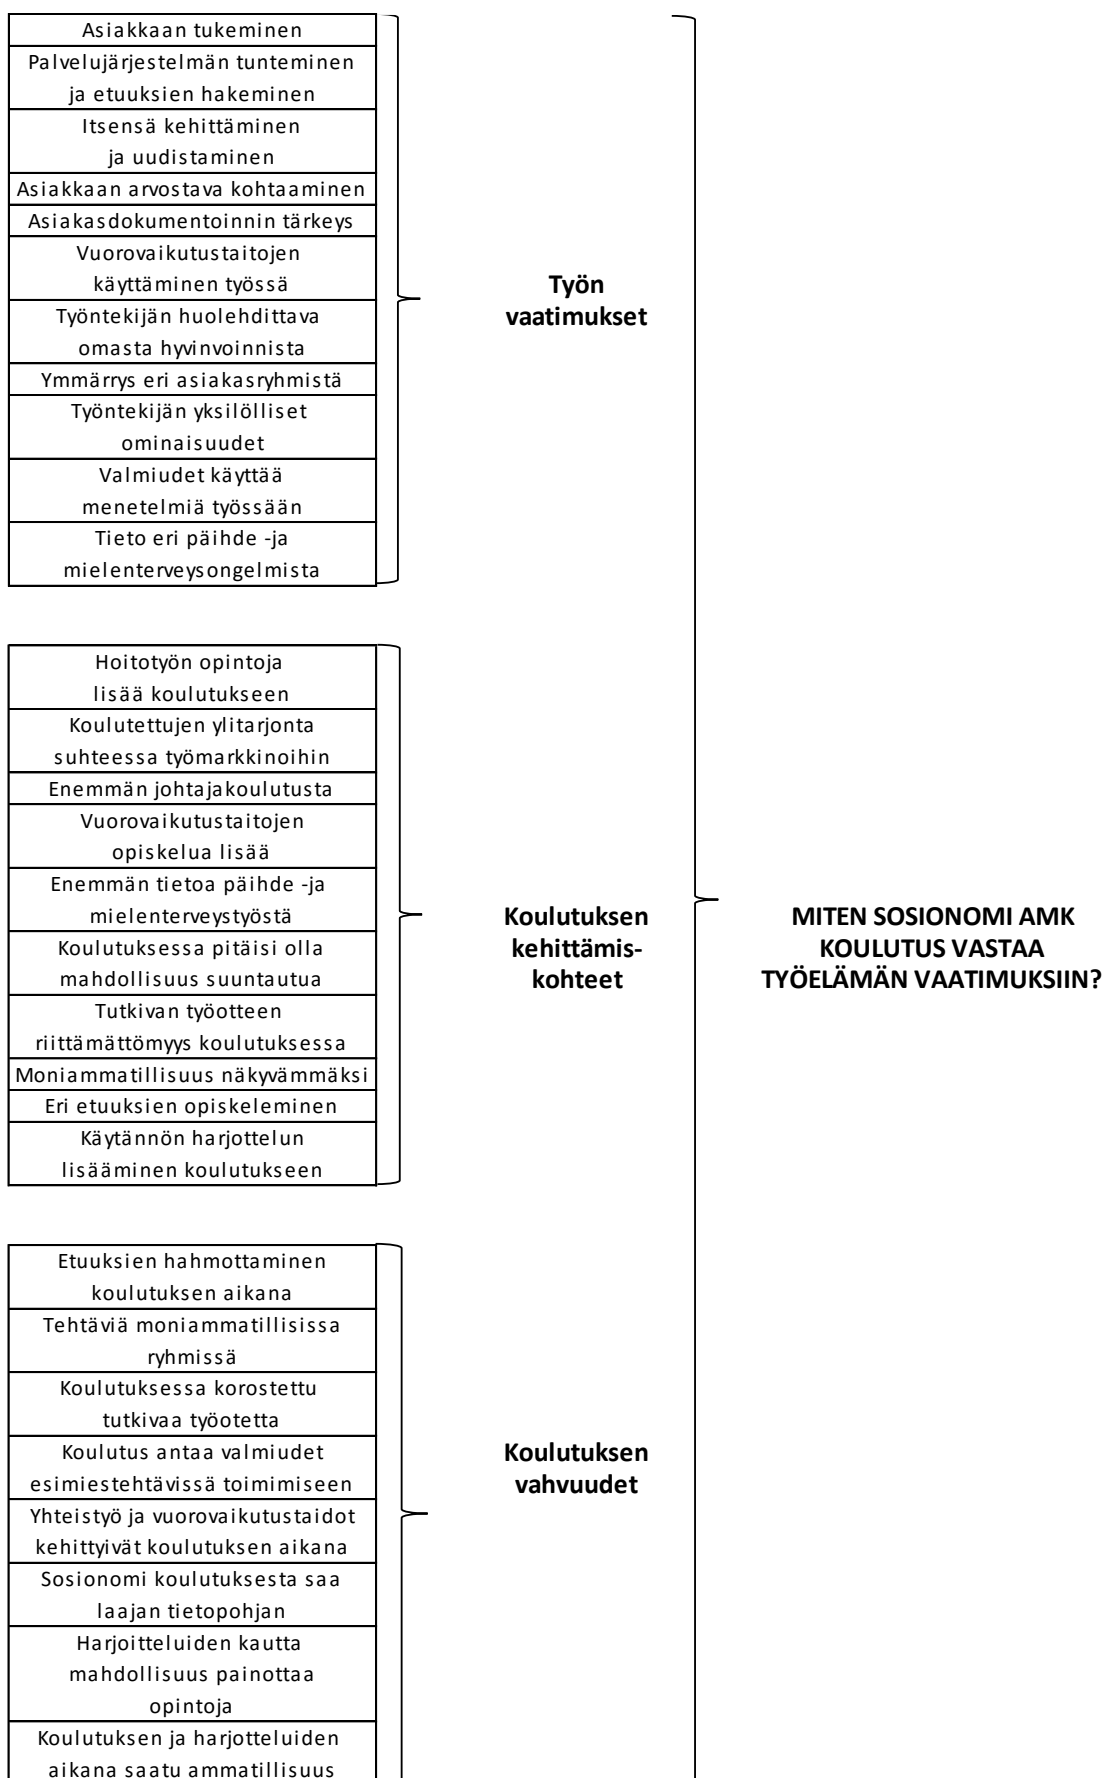 Asiakkaan tukeminen
Palvelujärjestelmän tunteminen
ja etuuksien hakeminen
Itsensä kehittäminen
ja uudistaminen
Asiakkaan arvostava kohtaaminen
Asiakasdokumentoinnin tärkeys
Vuorovaikutustaitojen
käyttäminen työssä
Työntekijän huolehdittava
omasta hyvinvoinnista
Ymmärrys eri asiakasryhmistä
Työntekijän yksilölliset
ominaisuudet
Valmiudet käyttää
menetelmiä työssään
Tieto eri päihde -ja
mielenterveysongelmista
Työn
vaatimukset
Hoitotyön opintoja
lisää koulutukseen
Koulutettujen ylitarjonta
suhteessa työmarkkinoihin
Enemmän johtajakoulutusta
Vuorovaikutustaitojen
opiskelua lisää
Enemmän tietoa päihde -ja
mielenterveystyöstä
Koulutuksessa pitäisi olla
mahdollisuus suuntautua
Tutkivan työotteen
riittämättömyys koulutuksessa
Moniammatillisuus näkyvämmäksi
Eri etuuksien opiskeleminen
Käytännön harjottelun
lisääminen koulutukseen
Koulutuksen
kehittämis-
kohteet
MITEN SOSIONOMI AMK
KOULUTUS VASTAA
TYÖELÄMÄN VAATIMUKSIIN?
Etuuksien hahmottaminen
koulutuksen aikana
Tehtäviä moniammatillisissa
ryhmissä
Koulutuksessa korostettu
tutkivaa työotetta
Koulutus antaa valmiudet
esimiestehtävissä toimimiseen
Yhteistyö ja vuorovaikutustaidot
kehittyivät koulutuksen aikana
Sosionomi koulutuksesta saa
laajan tietopohjan
Harjoitteluiden kautta
mahdollisuus painottaa
opintoja
Koulutuksen ja harjotteluiden
aikana saatu ammatillisuus
Koulutuksen
vahvuudet